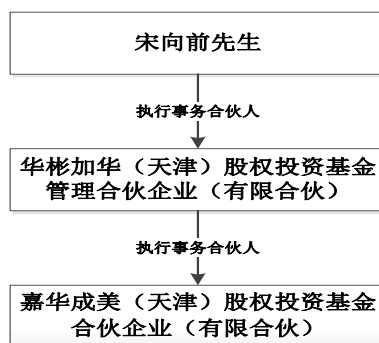 宋向前先生
执行事务合伙人
华彬加华（天津）股权投资基金
管理合伙企业（有限合伙）
执行事务合伙人
嘉华成美（天津）股权投资基金
合伙企业（有限合伙）